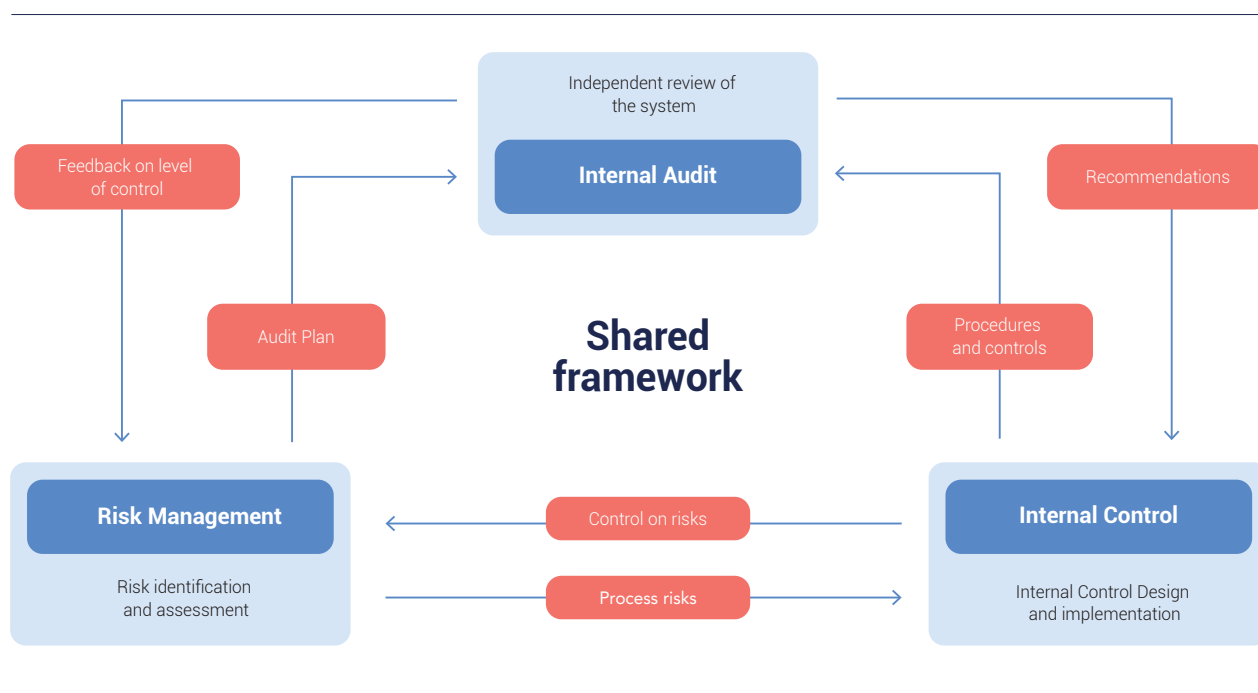 Independent review of
the system
Internal Audit
Feedback on level
of control
Recommendations
Audit Plan
Shared
framework
Procedures
and controls
Risk Management
Risk identification
and assessment
Control on risks
Process risks
Internal Control
Internal Control Design
and implementation